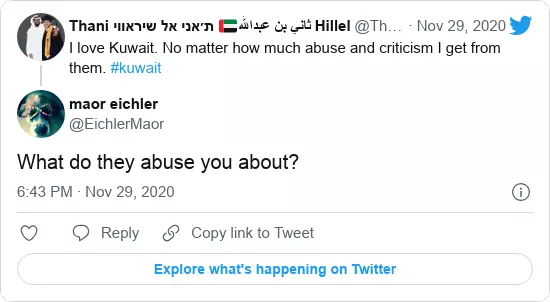 Thani ת׳אני אל שיראווי 🇦🇪ثاني بن عبدالله Hillel @Th... · Nov 29, 2020
I love Kuwait. No matter how much abuse and criticism I get from
them. #kuwait
maor eichler
@EichlerMaor
What do they abuse you about?
6:43 PM · Nov 29, 2020
Reply
Copy link to Tweet
Explore what's happening on Twitter